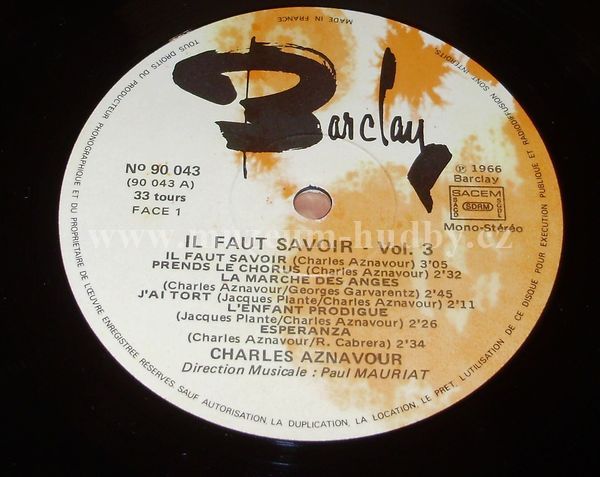 MADE IN FRANCE
TOUS DROITS DU PRODUCTEUR PHONOGRAPHIQUE ET DU PROPRIETAIRE DE L'ŒUVRE ENREGISTREE RÉSERVÉS. SAUF AUTORISATION, LA DUPLICATION, LA LOCATION, LE PRET, L'UTILISATION DE CE DISQUE POUR EXECUTION PUBLIQUE ET RADIODIFFUSION SONT INTERDITS.
Barclay
Nº 90 043
(90 043 A)
33 tours
FACE 1
℗ 1966
Barclay
SACEM
SACD SDRM SGDL
Mono-Stéréo
www.muzeum-hudby.cz
IL FAUT SAVOIR - Vol. 3
IL FAUT SAVOIR (Charles Aznavour) 3'05
PRENDS LE CHORUS (Charles Aznavour) 2'32
LA MARCHE DES ANGES
(Charles Aznavour/Georges Garvarentz) 2'45
J'AI TORT (Jacques Plante/Charles Aznavour) 2'11
L'ENFANT PRODIGUE
(Jacques Plante/Charles Aznavour) 2'26
ESPERANZA
(Charles Aznavour/R. Cabrera) 2'34
CHARLES AZNAVOUR
Direction Musicale : Paul MAURIAT